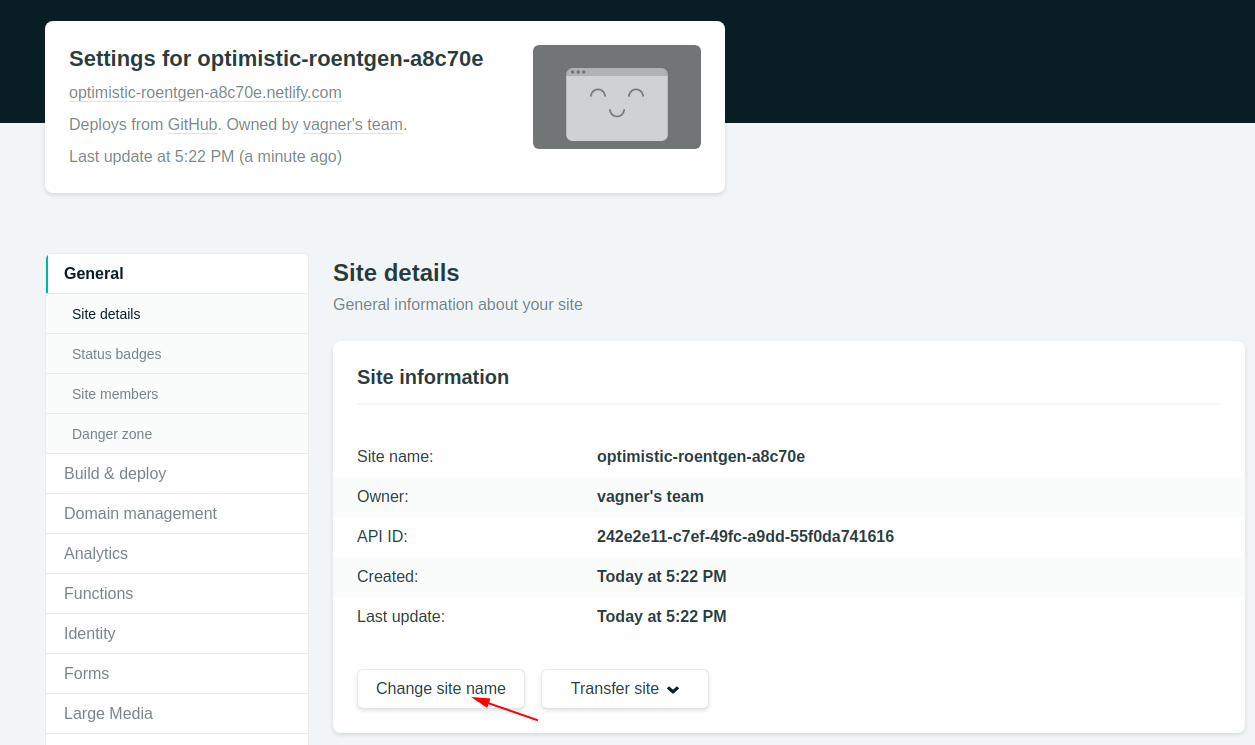 Settings for optimistic-roentgen-a8c70e
optimistic-roentgen-a8c70e.netlify.com
Deploys from GitHub. Owned by vagner's team.
Last update at 5:22 PM (a minute ago)
General
Site details
Status badges
Site members
Danger zone
Build & deploy
Domain management
Analytics
Functions
Identity
Forms
Large Media
Site details
General information about your site
Site information
Site name: optimistic-roentgen-a8c70e
Owner: vagner's team
API ID: 242e2e11-c7ef-49fc-a9dd-55f0da741616
Created: Today at 5:22 PM
Last update: Today at 5:22 PM
Change site name Transfer site